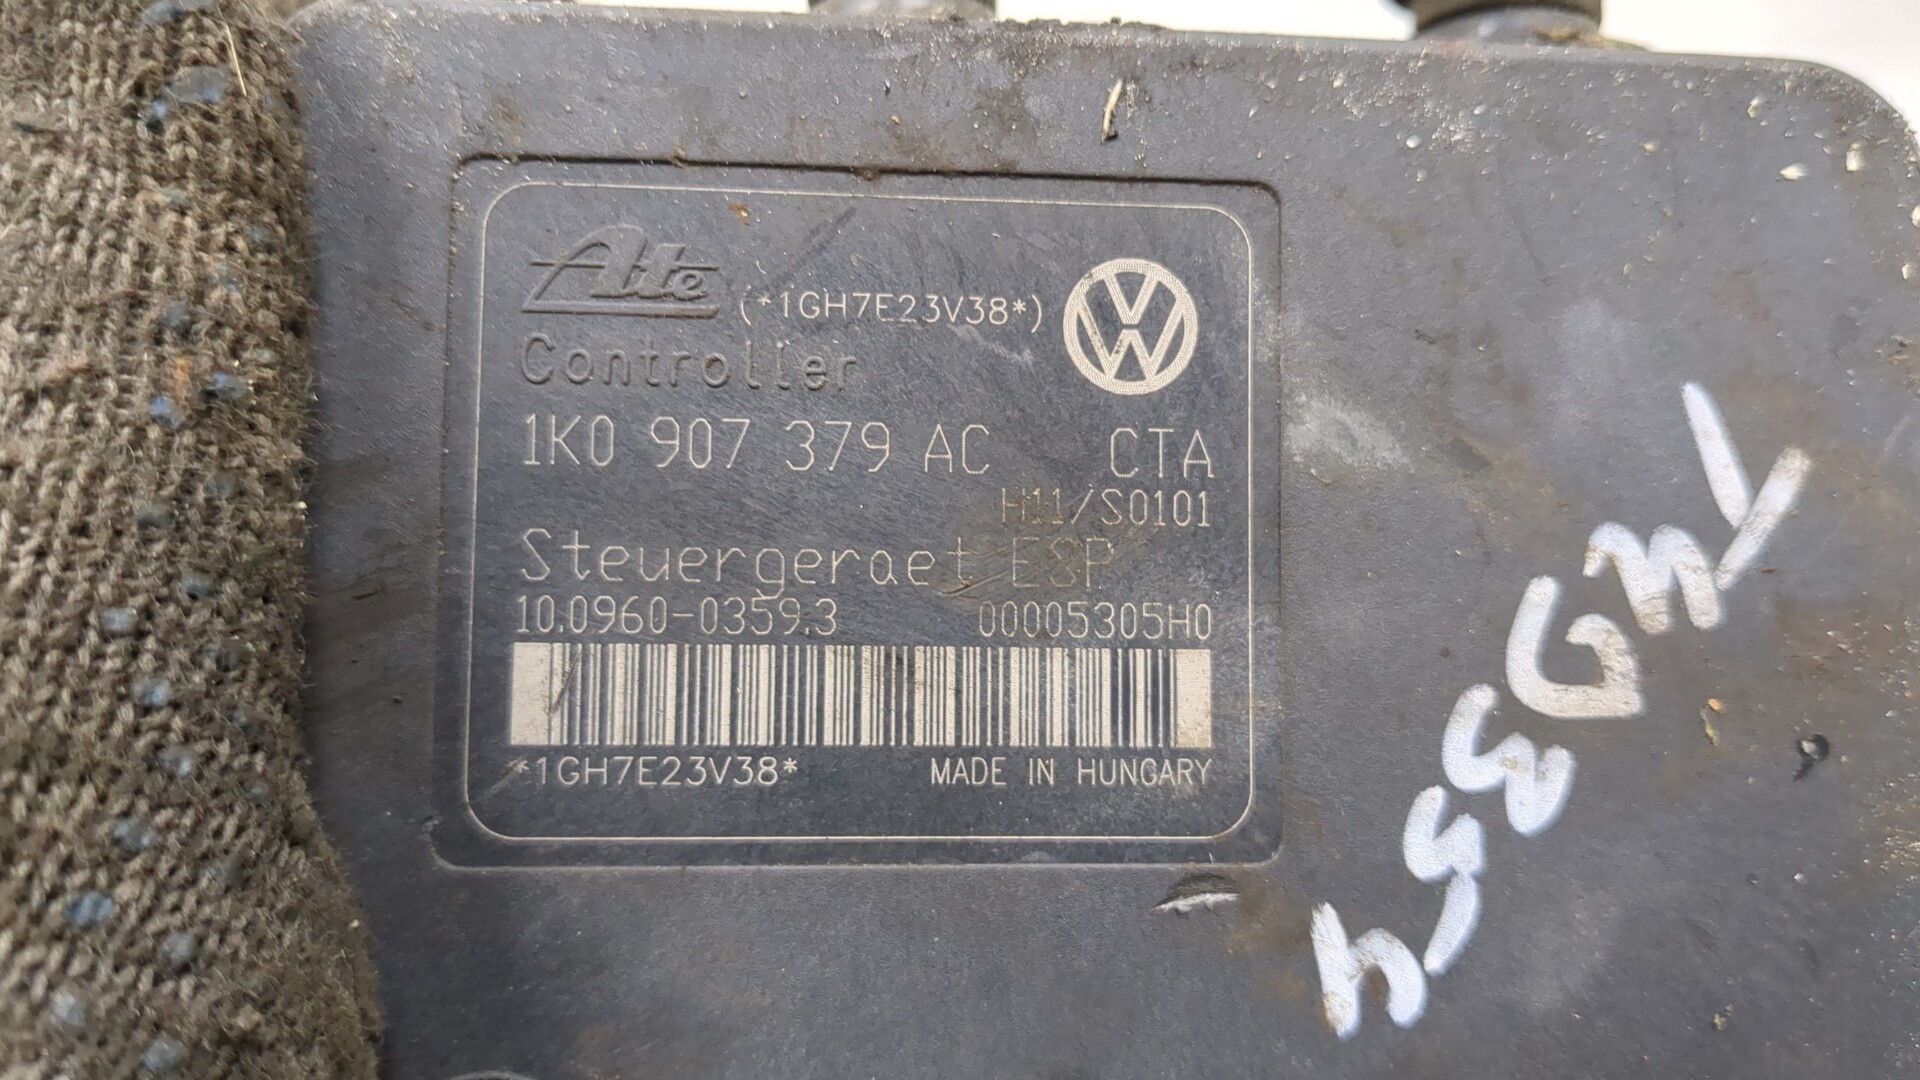 Ate (*1GH7E23V38*)
Controller
1K0 907 379 AC CTA
H11/S0101
Steuergeraet ESP
10.0960-0359.3 00005305H0
*1GH7E23V38*
MADE IN HUNGARY